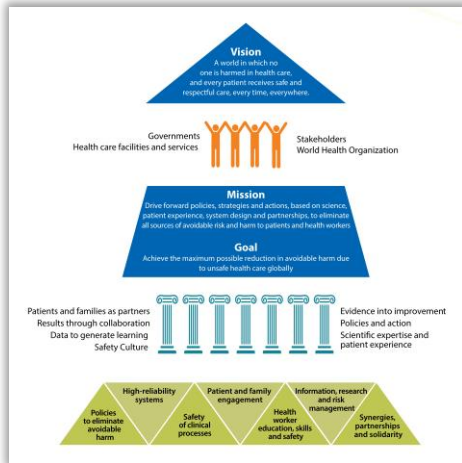 Vision
A world in which no
one is harmed in health care,
and every patient receives safe and
respectful care, every time, everywhere.
Governments
Health care facilities and services
Stakeholders
World Health Organization
Mission
Drive forward policies, strategies and actions, based on science,
patient experience, system design and partnerships, to eliminate
all sources of avoidable risk and harm to patients and health workers
Goal
Achieve the maximum possible reduction in avoidable harm due
to unsafe health care globally
Patients and families as partners
Results through collaboration
Data to generate learning
Safety Culture
Evidence into improvement
Policies and action
Scientific expertise and
patient experience
Policies
to eliminate
avoidable
harm
High-reliability
systems
Safety
of clinical
processes
Patient and family
engagement
Health
worker
education, skills
and safety
Information, research
and risk
management
Synergies,
partnerships
and solidarity